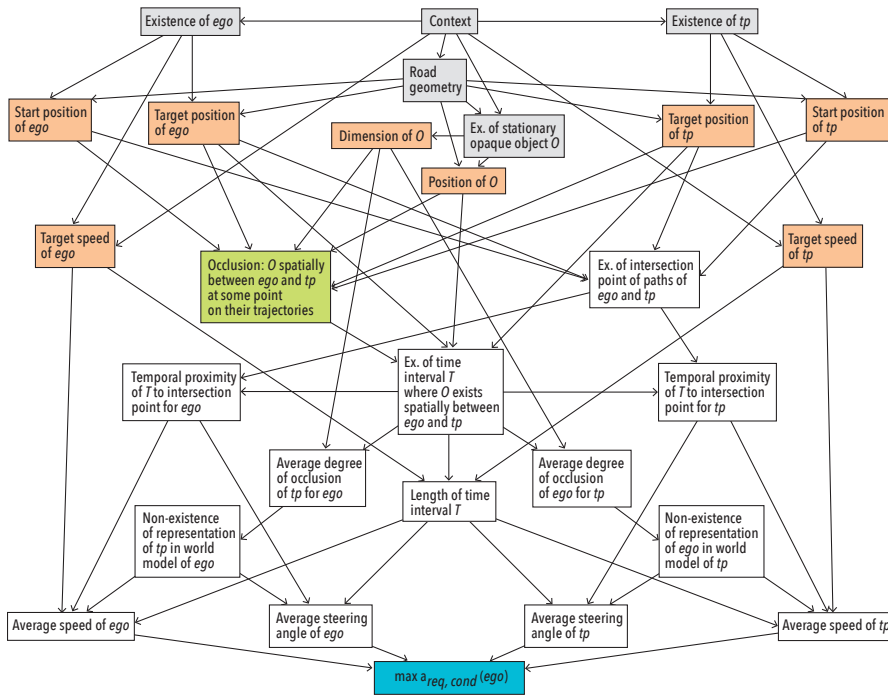 Existence of ego
Context
Existence of tp
Road
geometry
Start position
of ego
Target position
of ego
Dimension of O
Ex. of stationary
opaque object O
Target position
of tp
Start position
of tp
Position of O
Target speed
of ego
Occlusion: O spatially
between ego and tp
at some point
on their trajectories
Ex. of intersection
point of paths of
ego and tp
Target speed
of tp
Temporal proximity
of T to intersection
point for ego
Ex. of time
interval T
where O exists
spatially between
ego and tp
Temporal proximity
of T to intersection
point for tp
Average degree
of occlusion
of tp for ego
Length of time
interval T
Average degree
of occlusion
of ego for tp
Non-existence
of representation
of tp in world
model of ego
Non-existence
of representation
of ego in world
model of tp
Average speed of ego
Average steering
angle of ego
Average steering
angle of tp
Average speed of tp
max a req, cond (ego)